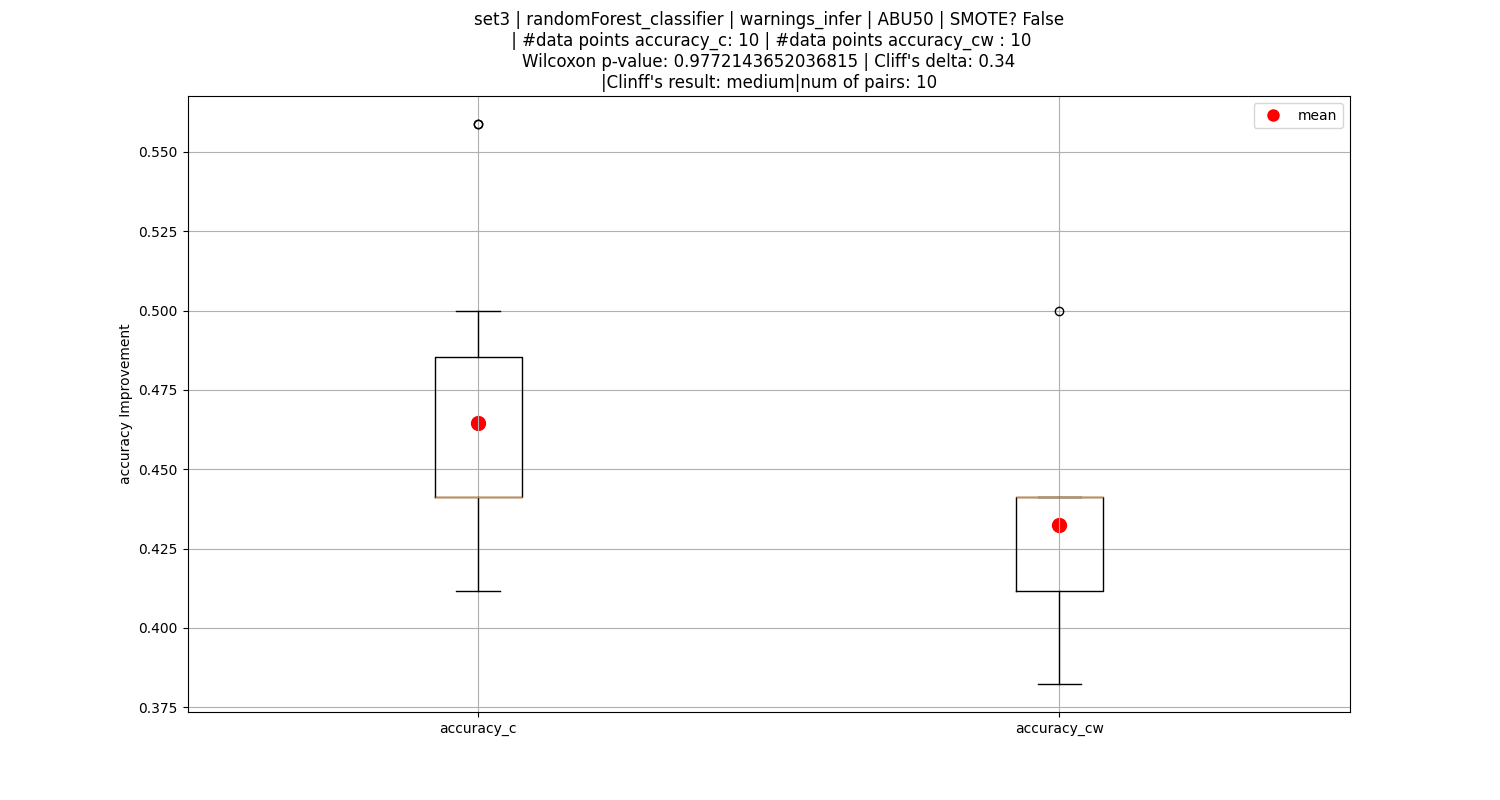 set3 | randomForest_classifier | warnings_infer | ABU50 | SMOTE? False
| #data points accuracy_c: 10 | #data points accuracy_cw : 10
Wilcoxon p-value: 0.9772143652036815 | Cliff's delta: 0.34
|Clinff's result: medium|num of pairs: 10
mean
0.550
0.525
0.500
0.475
0.450
0.425
0.400
0.375
accuracy Improvement
accuracy_c
accuracy_cw